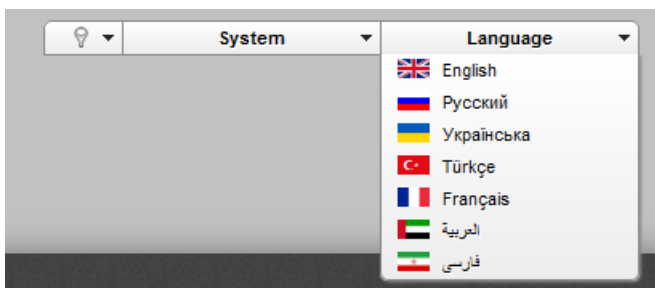 System
Language
English
Русский
Українська
Türkçe
Français
العربية
فارسی